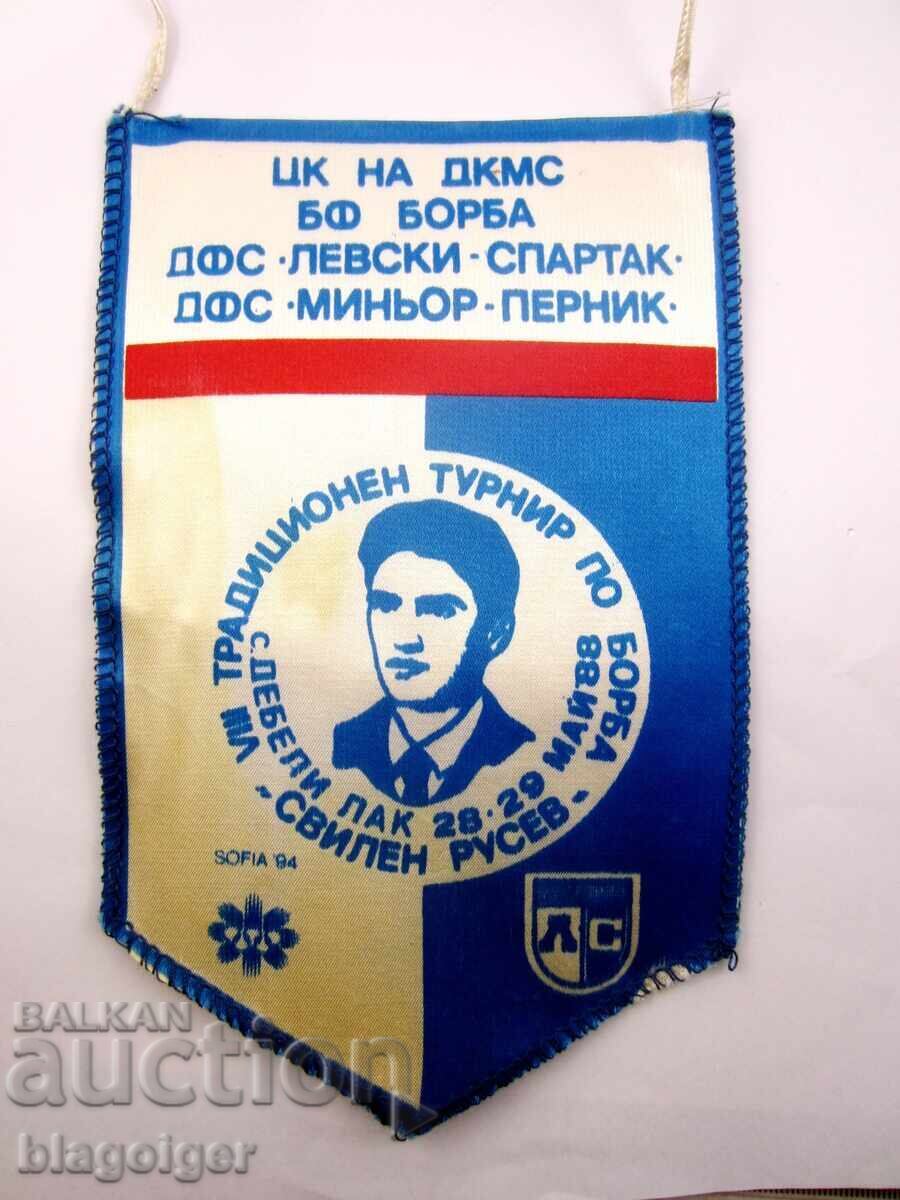 ЦК НА ДКМС
БФ БОРБА
ДФС ·ЛЕВСКИ-СПАРТАК·
ДФС ·МИНЬОР-ПЕРНИК·
VIII ТРАДИЦИОНЕН ТУРНИР ПО БОРБА
„СВИЛЕН РУСЕВ"
С.ДЕБЕЛИ ЛАК 28·29 МАЙ 88
SOFIA '94
ЛС
BALKAN
auction
blagoiger